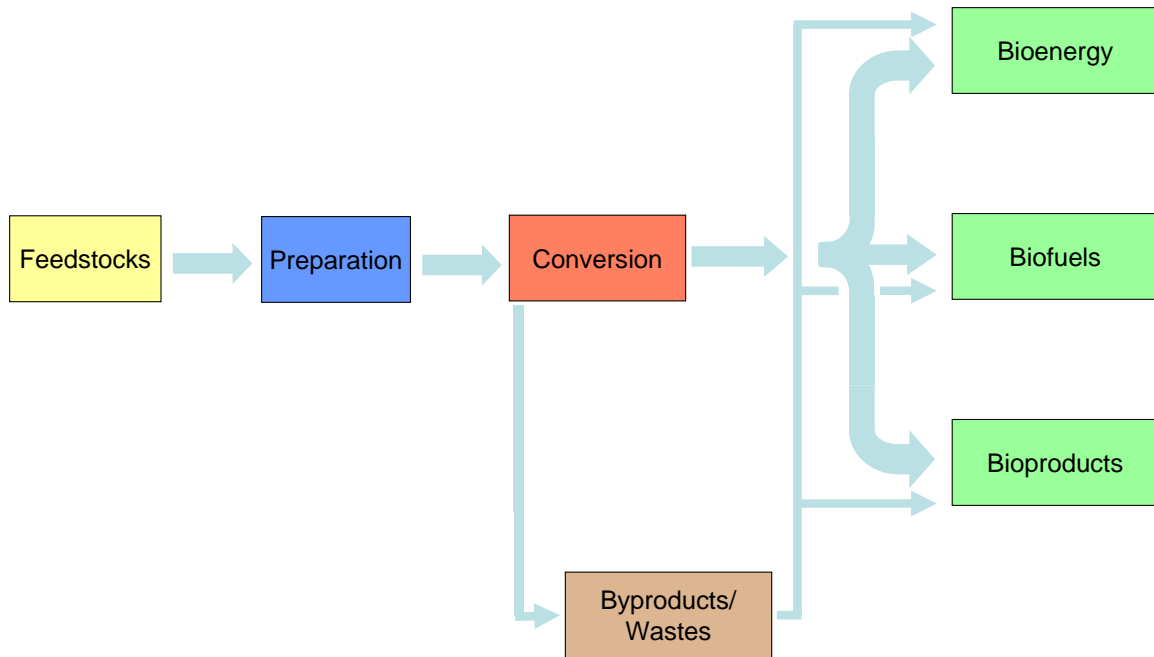 Bioenergy
Feedstocks
Preparation
Conversion
Biofuels
Bioproducts
Byproducts/
Wastes